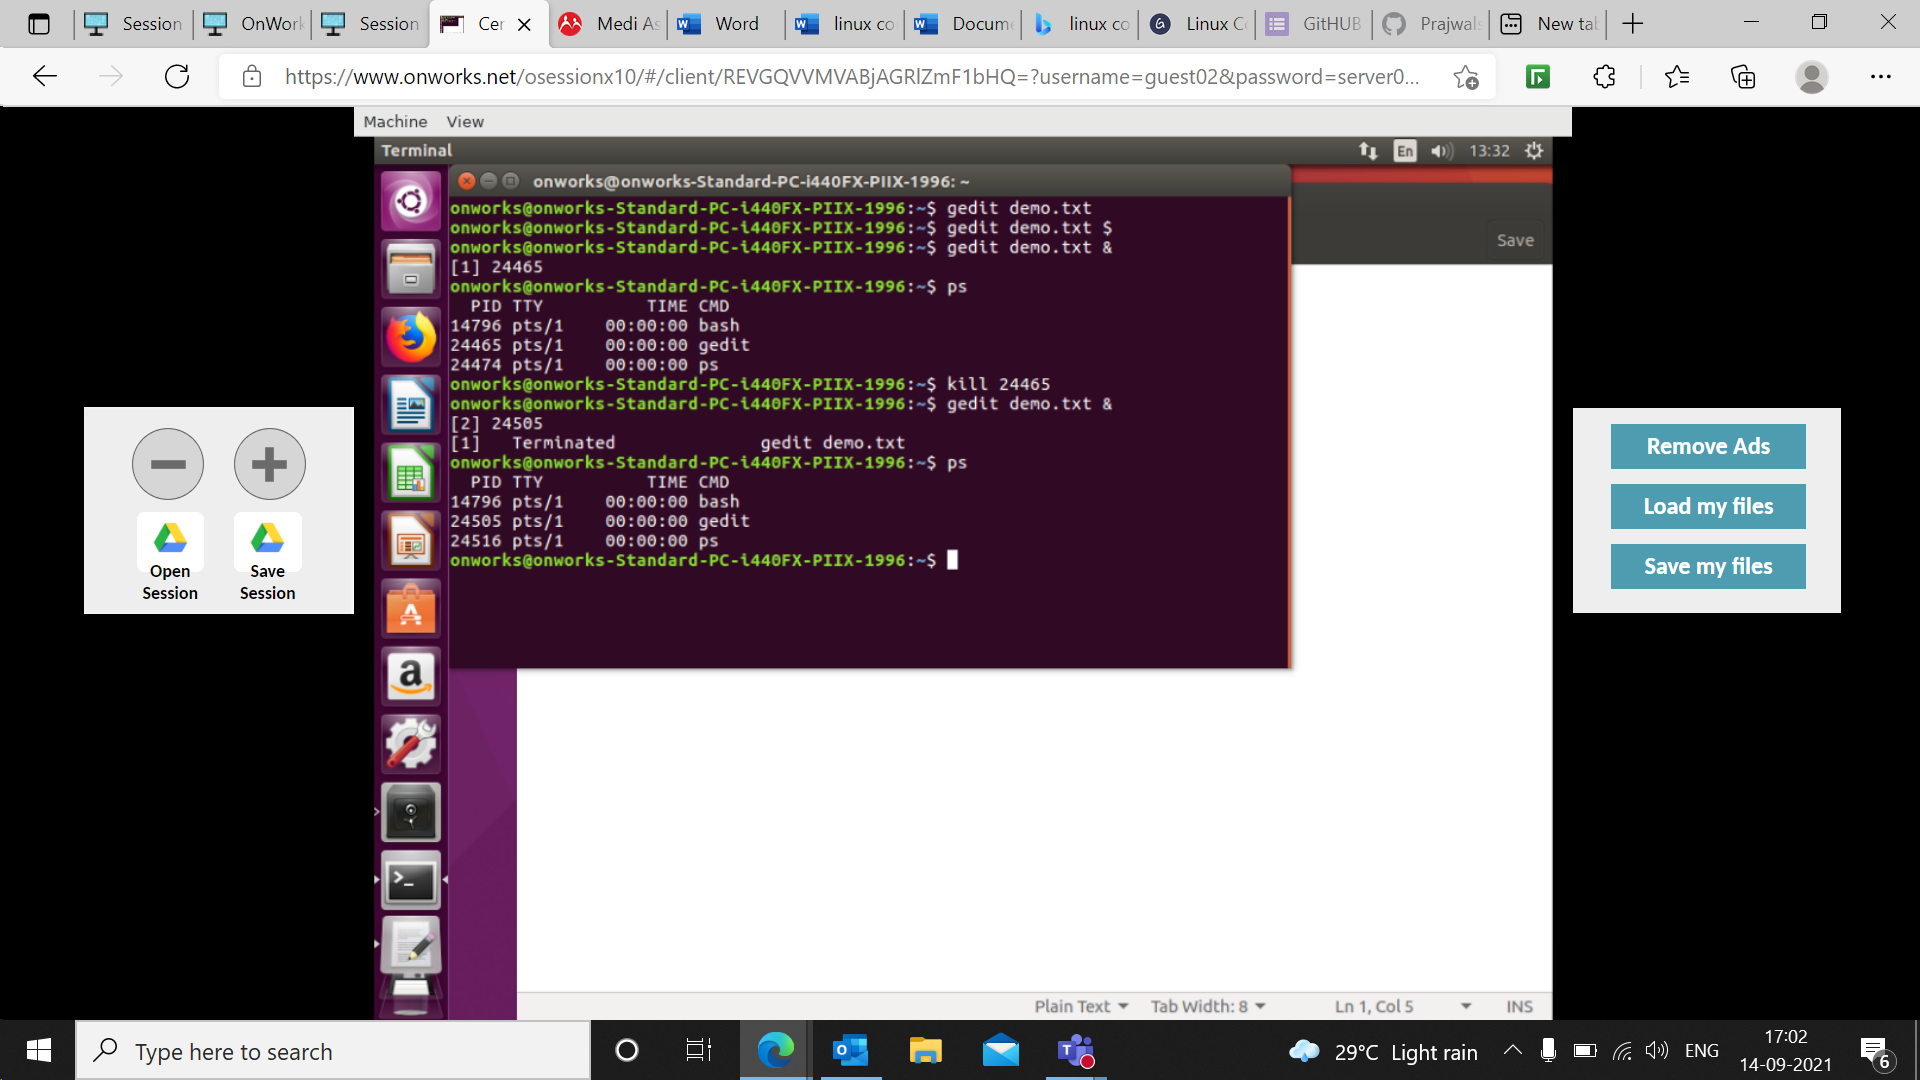 Session
OnWork
Session
Cer
Medi As
Word
linux co
Docume
linux co
Linux Co
GitHUB
Prajwals
New tab
https://www.onworks.net/osessionx10/#/client/REVGQVVMVABjAGRlZmF1bHQ=?username=guest02&password=server0...
Machine View
Terminal
En
13:32
onworks@onworks-Standard-PC-i440FX-PIIX-1996: ~
onworks@onworks-Standard-PC-i440FX-PIIX-1996:~$ gedit demo.txt
onworks@onworks-Standard-PC-i440FX-PIIX-1996:~$ gedit demo.txt $
onworks@onworks-Standard-PC-i440FX-PIIX-1996:~$ gedit demo.txt &
[1] 24465
onworks@onworks-Standard-PC-i440FX-PIIX-1996:~$ ps
PID TTY TIME CMD
14796 pts/1 00:00:00 bash
24465 pts/1 00:00:00 gedit
24474 pts/1 00:00:00 ps
onworks@onworks-Standard-PC-i440FX-PIIX-1996:~$ kill 24465
onworks@onworks-Standard-PC-i440FX-PIIX-1996:~$ gedit demo.txt &
[2] 24505
[1] Terminated gedit demo.txt
onworks@onworks-Standard-PC-i440FX-PIIX-1996:~$ ps
PID TTY TIME CMD
14796 pts/1 00:00:00 bash
24505 pts/1 00:00:00 gedit
24516 pts/1 00:00:00 ps
onworks@onworks-Standard-PC-i440FX-PIIX-1996:~$
Save
Open
Session
Save
Session
Remove Ads
Load my files
Save my files
Plain Text
Tab Width: 8
Ln 1, Col 5
INS
Type here to search
29°C Light rain
ENG
17:02
14-09-2021
6